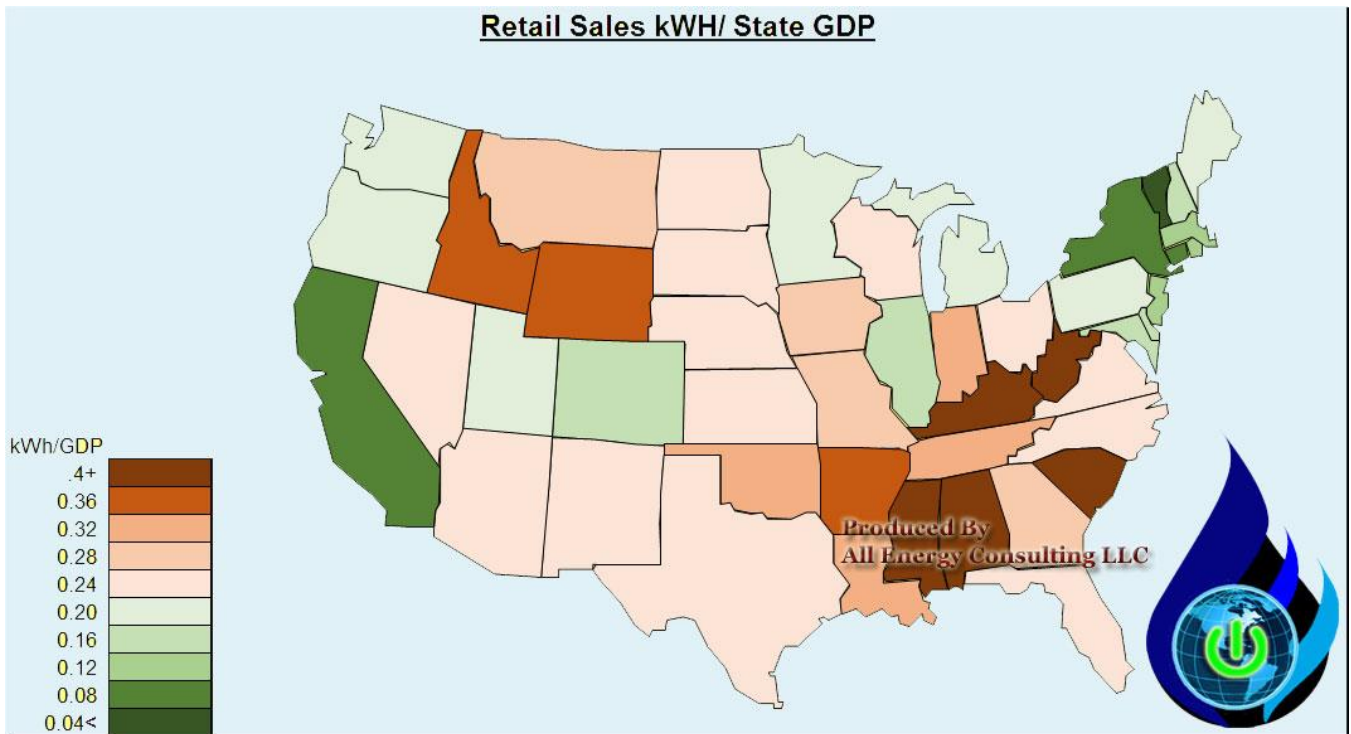 Retail Sales kWH/ State GDP
kWh/GDP
.4+
0.36
0.32
0.28
0.24
0.20
0.16
0.12
0.08
0.04<
Produced By
All Energy Consulting LLC